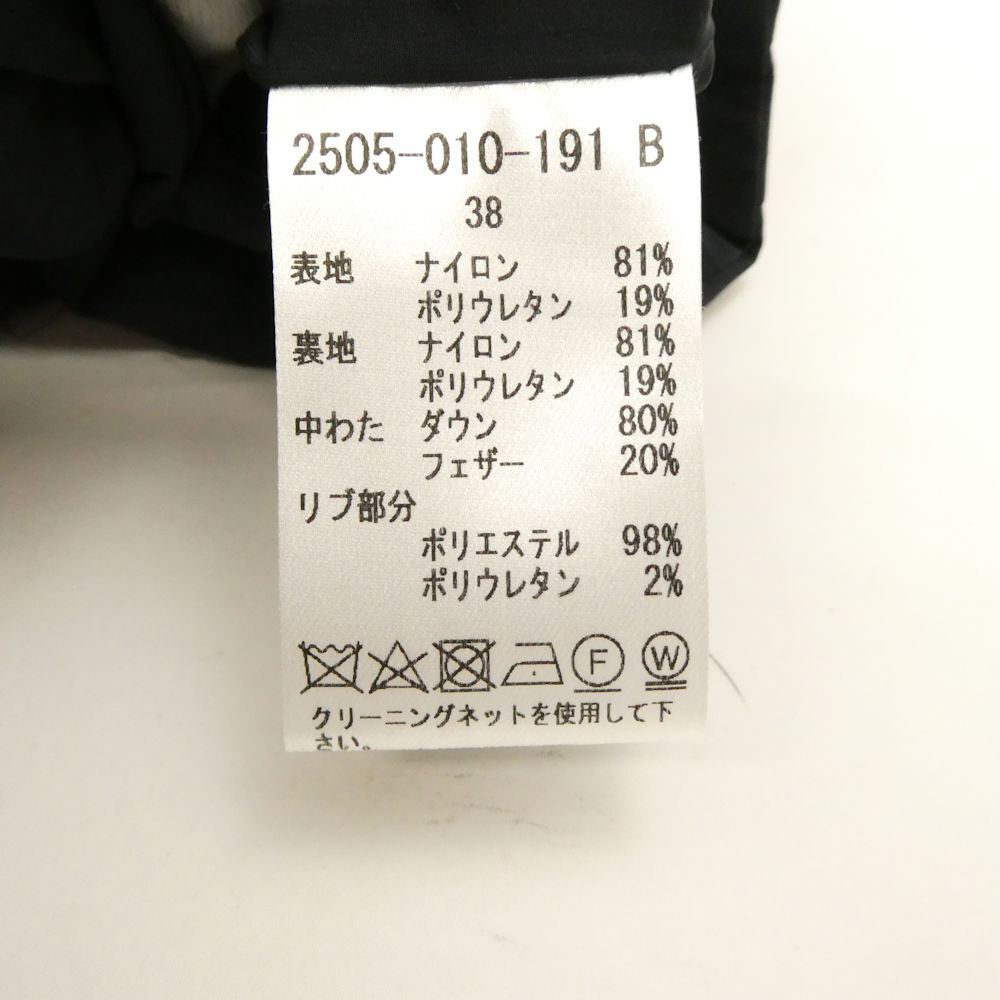 2505-010-191 B
38
表地 ナイロン 81%
ポリウレタン 19%
裏地 ナイロン 81%
ポリウレタン 19%
中わた ダウン 80%
フェザー 20%
リブ部分
ポリエステル 98%
ポリウレタン 2%
F W
クリーニングネットを使用して下
さい。